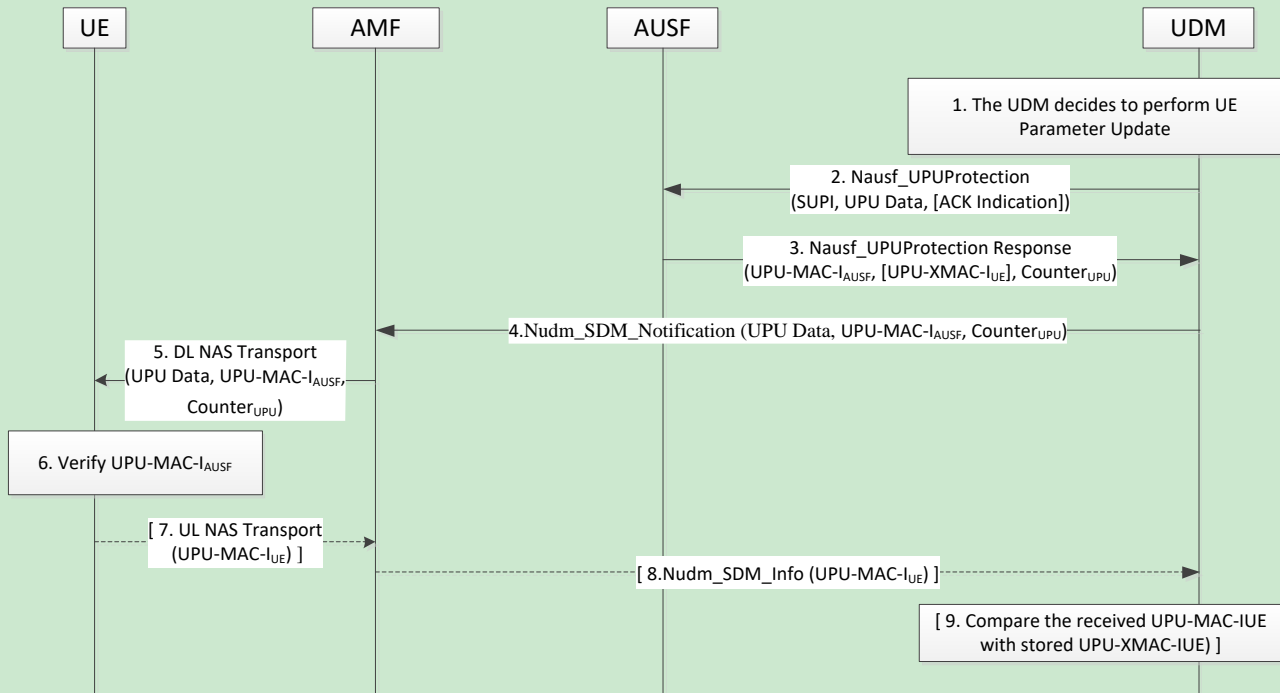 UE
AMF
AUSF
UDM
1. The UDM decides to perform UE
Parameter Update
2. Nausf_UPUProtection
(SUPI, UPU Data, [ACK Indication])
3. Nausf_UPUProtection Response
(UPU-MAC-IAUSF, [UPU-XMAC-IUE], CounterUPU)
4.Nudm_SDM_Notification (UPU Data, UPU-MAC-IAUSF, CounterUPU)
5. DL NAS Transport
(UPU Data, UPU-MAC-IAUSF,
CounterUPU)
6. Verify UPU-MAC-IAUSF
[ 7. UL NAS Transport
(UPU-MAC-IUE) ]
[ 8.Nudm_SDM_Info (UPU-MAC-IUE) ]
[ 9. Compare the received UPU-MAC-IUE
with stored UPU-XMAC-IUE) ]